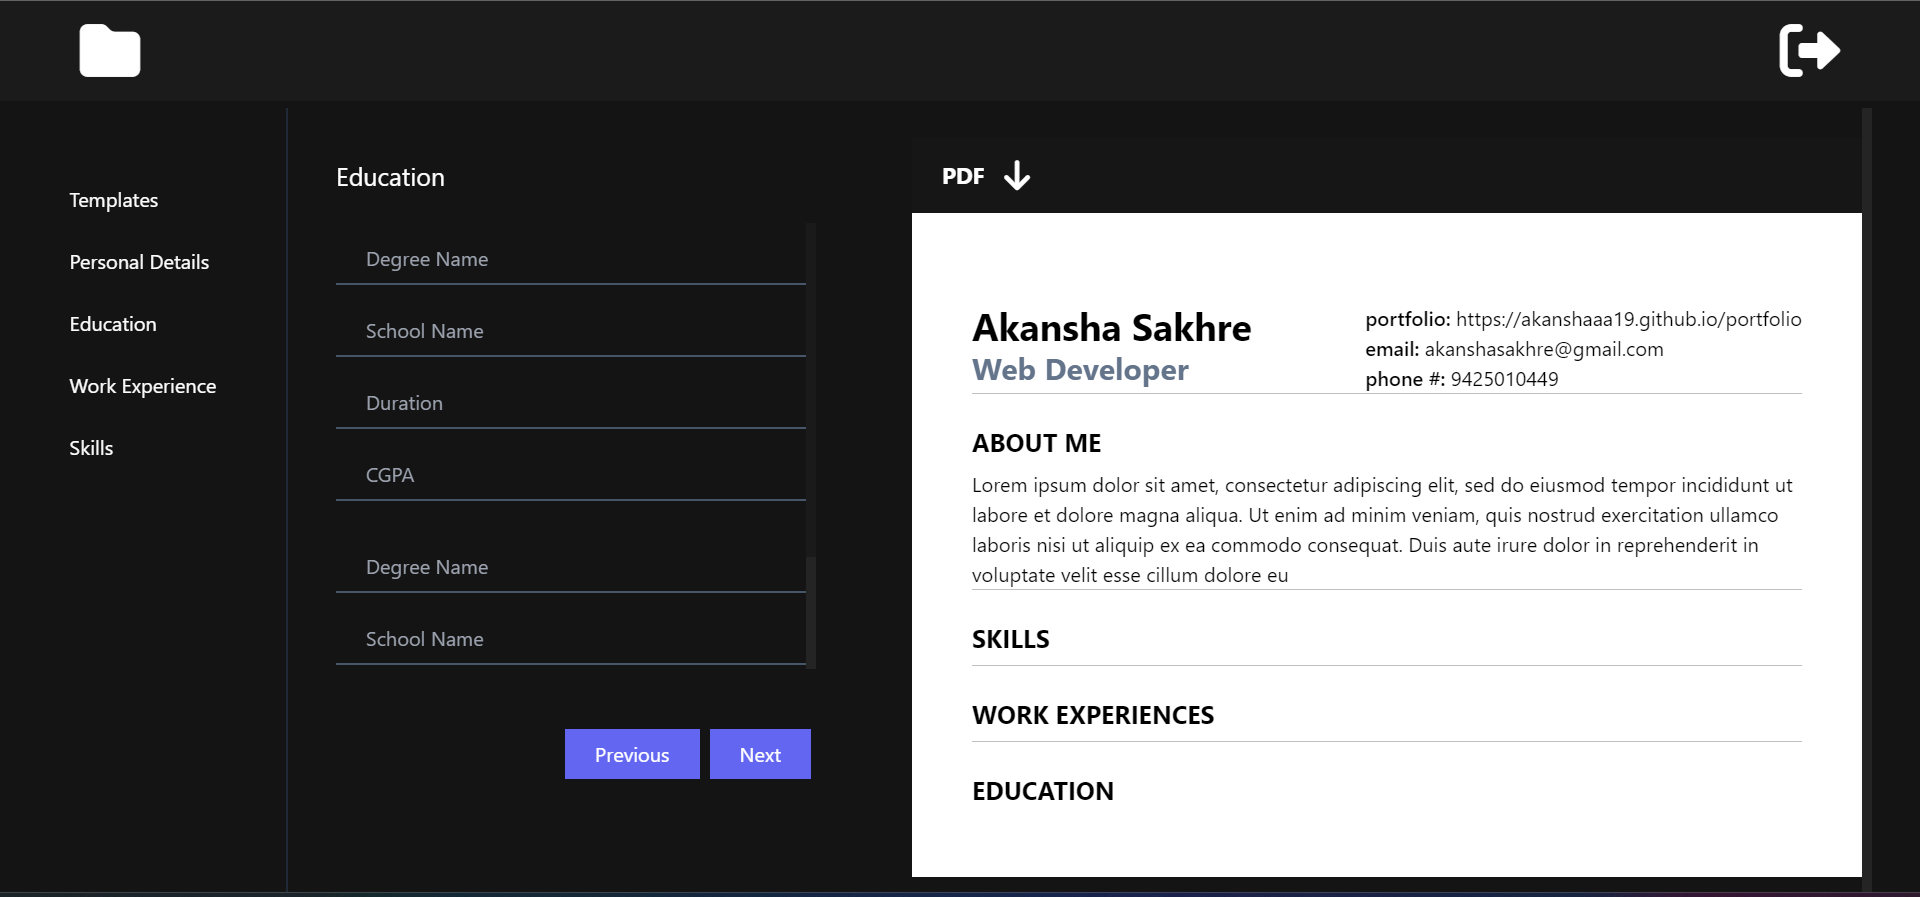 Templates
Personal Details
Education
Work Experience
Skills
Education
Degree Name
School Name
Duration
CGPA
Degree Name
School Name
Previous
Next
PDF
Akansha Sakhre
Web Developer
portfolio: https://akanshaaa19.github.io/portfolio
email: akanshasakhre@gmail.com
phone #: 9425010449
ABOUT ME
Lorem ipsum dolor sit amet, consectetur adipiscing elit, sed do eiusmod tempor incididunt ut
labore et dolore magna aliqua. Ut enim ad minim veniam, quis nostrud exercitation ullamco
laboris nisi ut aliquip ex ea commodo consequat. Duis aute irure dolor in reprehenderit in
voluptate velit esse cillum dolore eu
SKILLS
WORK EXPERIENCES
EDUCATION